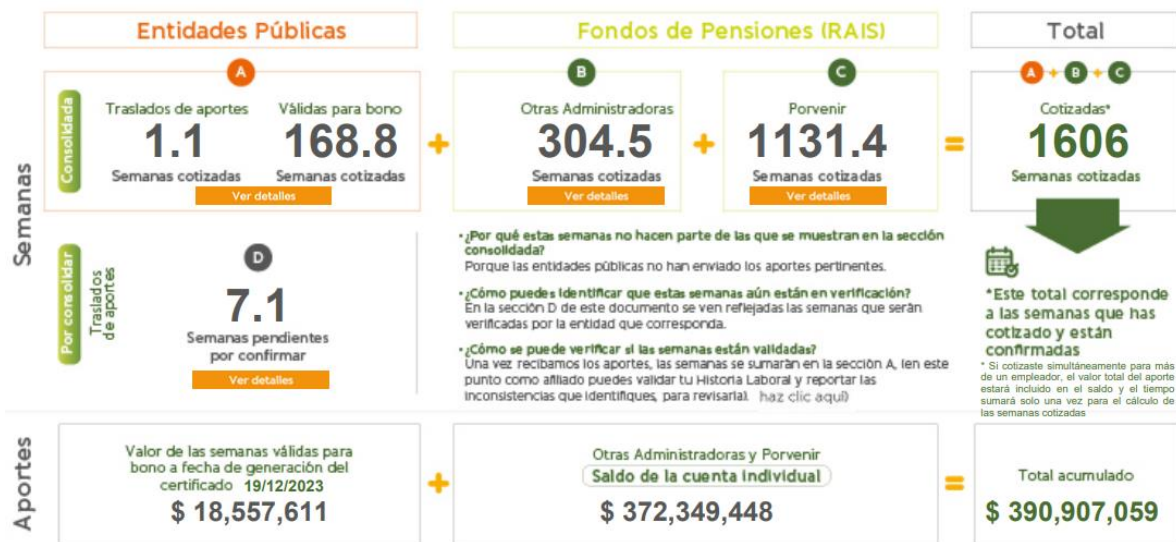 Entidades Públicas
Fondos de Pensiones (RAIS)
Total
A
B
C
A + B + C
Semanas
Consolidada
Traslados de aportes
1.1
Semanas cotizadas
Válidas para bono
168.8
Semanas cotizadas
Ver detalles
+
Otras Administradoras
304.5
Semanas cotizadas
Ver detalles
+
Porvenir
1131.4
Semanas cotizadas
Ver detalles
=
Cotizadas*
1606
Semanas cotizadas
Por consolidar
Traslados
de aportes
D
7.1
Semanas pendientes
por confirmar
Ver detalles
· ¿Por qué estas semanas no hacen parte de las que se muestran en la sección
consolidada?
Porque las entidades públicas no han enviado los aportes pertinentes.
· ¿Cómo puedes identificar que estas semanas aún están en verificación?
En la sección D de este documento se ven reflejadas las semanas que serán
verificadas por la entidad que corresponda.
· ¿Cómo se puede verificar si las semanas están validadas?
Una vez recibamos los aportes, las semanas se sumarán en la sección A, (en este
punto como afiliado puedes validar tu Historia Laboral y reportar las
inconsistencias que identifiques, para revisarla). haz clic aquí)
*Este total corresponde
a las semanas que has
cotizado y están
confirmadas
* Si cotizaste simultáneamente para más
de un empleador, el valor total del aporte
estará incluido en el saldo y el tiempo
sumará solo una vez para el cálculo de
las semanas cotizadas
Aportes
Valor de las semanas válidas para
bono a fecha de generación del
certificado 19/12/2023
$ 18,557,611
+
Otras Administradoras y Porvenir
Saldo de la cuenta individual
$ 372,349,448
=
Total acumulado
$ 390,907,059